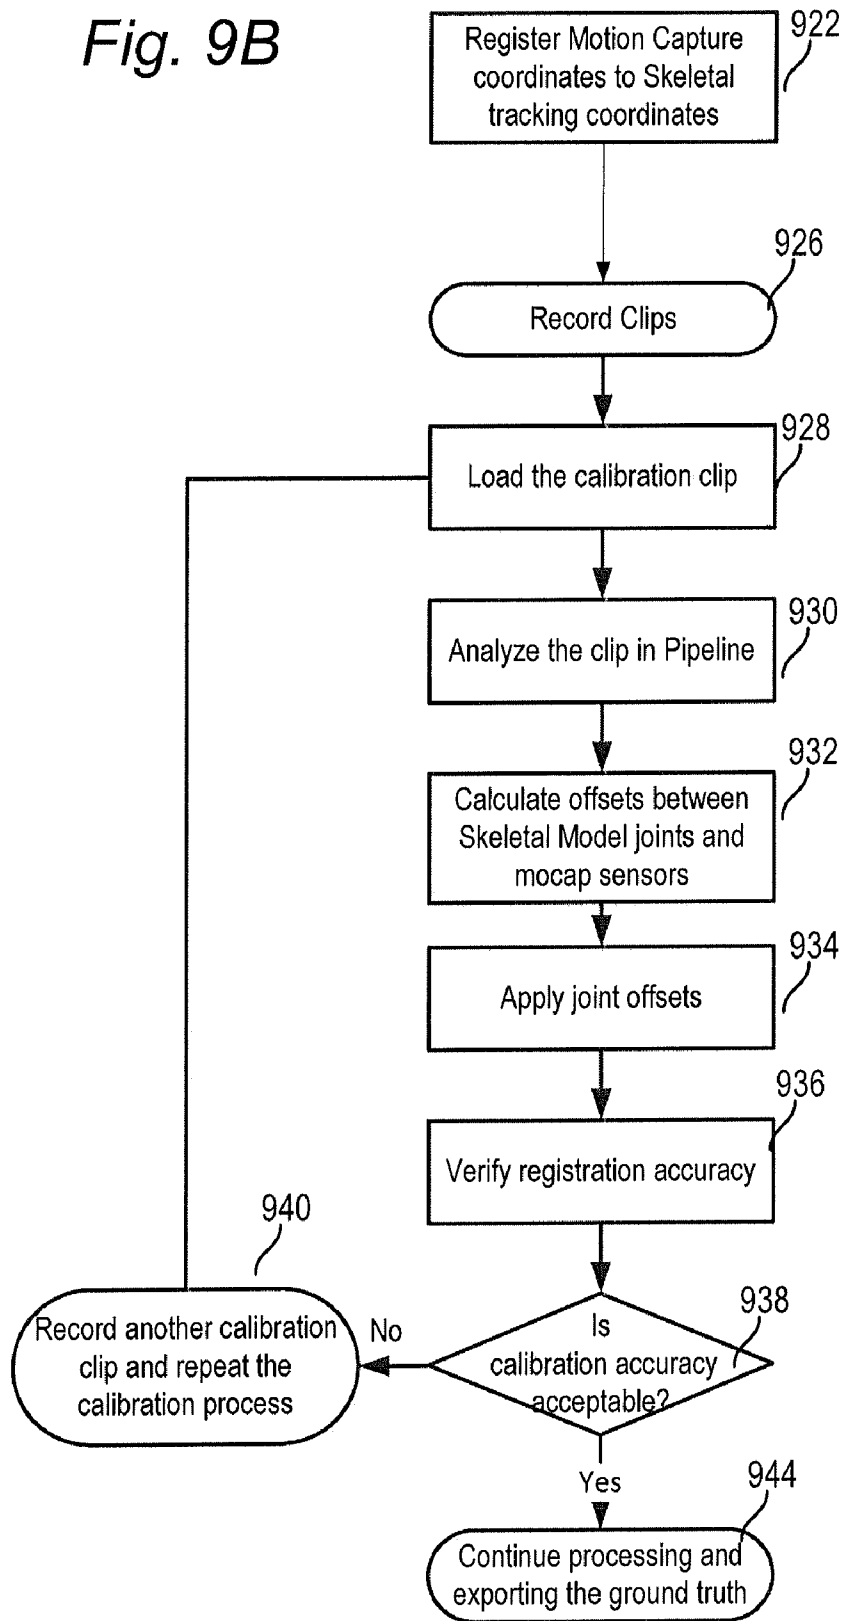 Fig. 9B
Register Motion Capture
coordinates to Skeletal
tracking coordinates
922
926
Record Clips
928
Load the calibration clip
930
Analyze the clip in Pipeline
932
Calculate offsets between
Skeletal Model joints and
mocap sensors
934
Apply joint offsets
936
Verify registration accuracy
940
Record another calibration
clip and repeat the
calibration process
No
938
Is
calibration accuracy
acceptable?
Yes
944
Continue processing and
exporting the ground truth